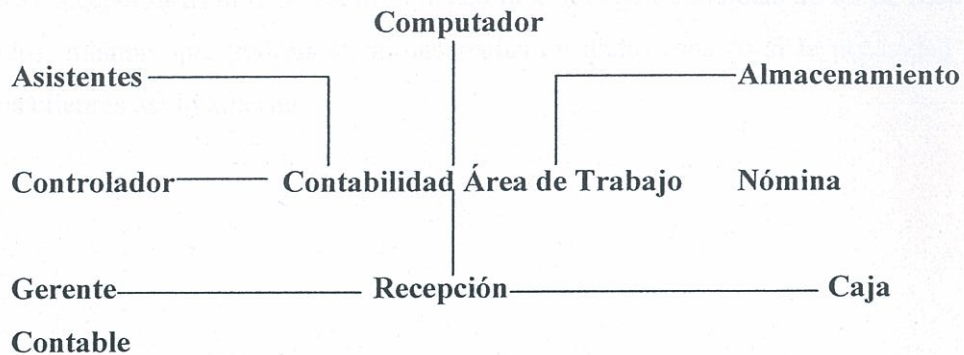 Computador
Asistentes Almacenamiento
Controlador Contabilidad Área de Trabajo Nómina
Gerente Recepción Caja
Contable